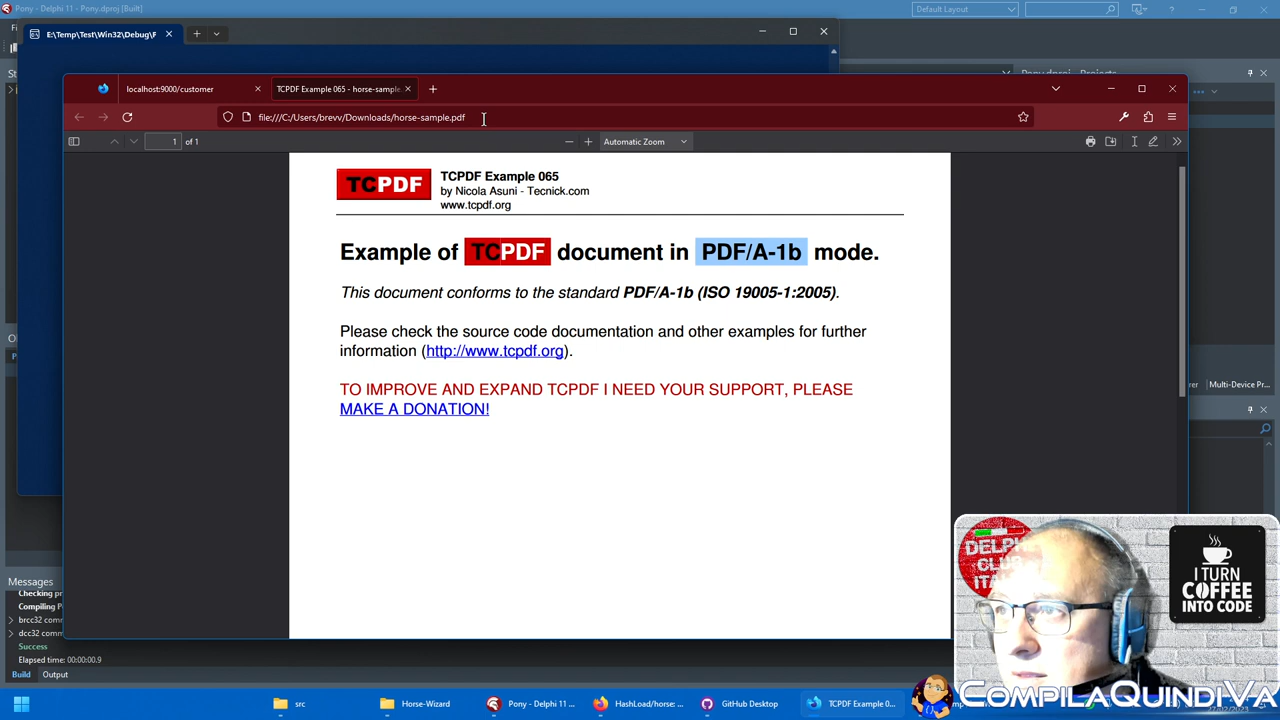 Pony - Delphi 11 - Pony.dproj [Built]
Default Layout
E:\Temp\Test\Win32\Debug\F
Pony.dproj - Projects
localhost:9000/customer
TCPDF Example 065 - horse-sample.
file:///C:/Users/brevv/Downloads/horse-sample.pdf
1 of 1
Automatic Zoom
TCPDF
TCPDF Example 065
by Nicola Asuni - Tecnick.com
www.tcpdf.org
Example of TCPDF document in PDF/A-1b mode.
This document conforms to the standard PDF/A-1b (ISO 19005-1:2005).
Please check the source code documentation and other examples for further
information (http://www.tcpdf.org).
TO IMPROVE AND EXPAND TCPDF I NEED YOUR SUPPORT, PLEASE
MAKE A DONATION!
Multi-Device Pr...
Messages
Checking pr
Compiling P
brcc32 comm
dcc32 comm
Success
Elapsed time: 00:00:00.9
Build
Output
DELPHI
CLUB
ITA
I TURN
COFFEE
INTO CODE
src
Horse-Wizard
Pony - Delphi 11 ...
HashLoad/horse: ...
GitHub Desktop
TCPDF Example 0...
COMPILAQUINDIVA